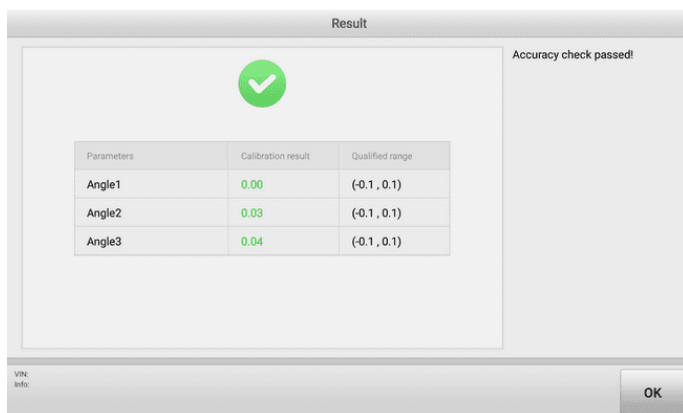 Result
Accuracy check passed!
Parameters Calibration result Qualified range
Angle1 0.00 (-0.1 , 0.1)
Angle2 0.03 (-0.1 , 0.1)
Angle3 0.04 (-0.1 , 0.1)
VIN:
Info:
OK